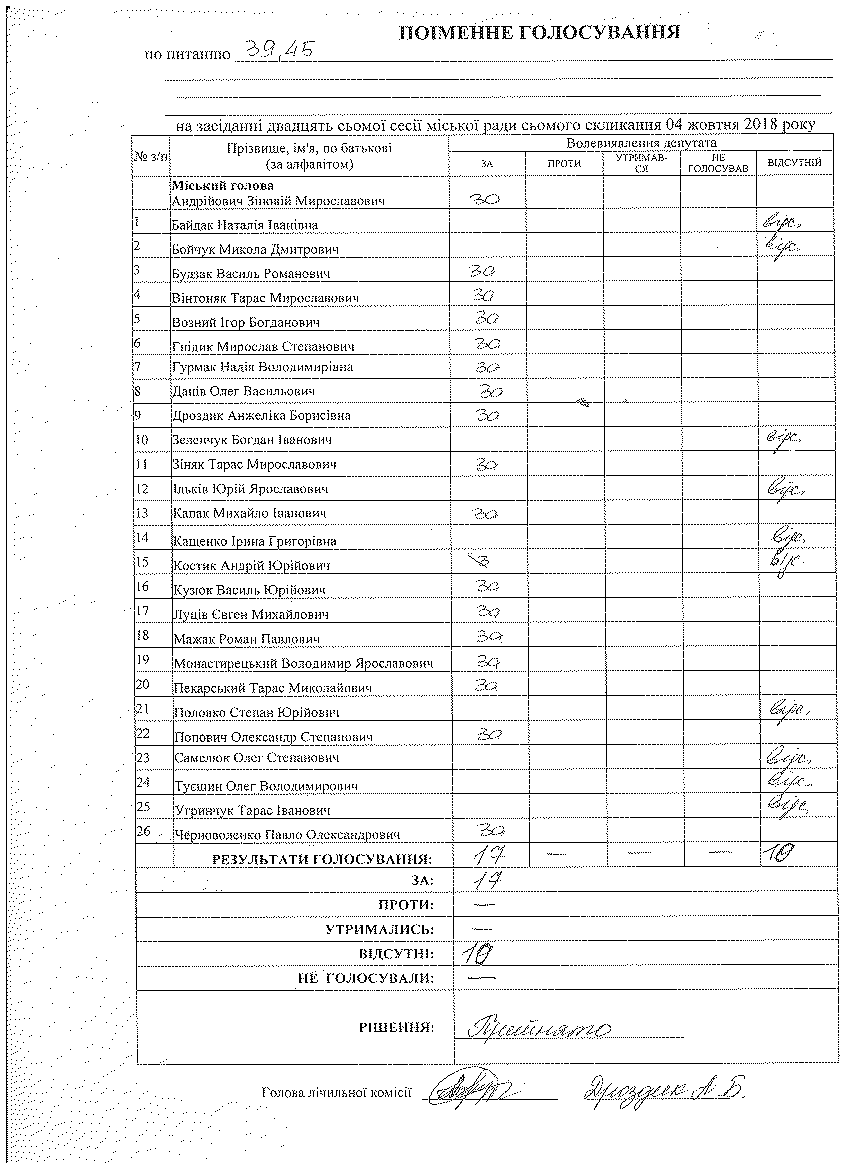 ПОІМЕННЕ ГОЛОСУВАННЯ
по питанню 39,45
на засіданні двадцять сьомої сесії міської ради сьомого скликання 04 жовтня 2018 року
№ з/п Прізвище, ім'я, по батькові (за алфавітом) Волевиявлення депутата
ЗА ПРОТИ УТРИМАВ-СЯ НЕ ГОЛОСУВАВ ВІДСУТНІЙ
Міський голова
Андрійович Зіновій Мирославович за
1 Байдак Наталія Іванівна відс.
2 Бойчук Микола Дмитрович відс.
3 Будзак Василь Романович за
4 Вінтоняк Тарас Мирославович за
5 Возний Ігор Богданович за
6 Гнідик Мирослав Степанович за
7 Гурмак Надія Володимирівна за
8 Данів Олег Васильович за
9 Дроздик Анжеліка Борисівна за
10 Зеленчук Богдан Іванович відс.
11 Зіняк Тарас Мирославович за
12 Ільків Юрій Ярославович відс.
13 Капак Михайло Іванович за
14 Кащенко Ірина Григорівна відс.
15 Костик Андрій Юрійович відс.
16 Кузюк Василь Юрійович за
17 Луців Євген Михайлович за
18 Мажак Роман Павлович за
19 Монастирецький Володимир Ярославович за
20 Пекарський Тарас Миколайович за
21 Половко Степан Юрійович відс.
22 Попович Олександр Степанович за
23 Самелюк Олег Степанович відс.
24 Туєшин Олег Володимирович відс.
25 Угринчук Тарас Іванович відс.
26 Черноволенко Павло Олександрович за
РЕЗУЛЬТАТИ ГОЛОСУВАННЯ: 17 — — — 10
ЗА: 17
ПРОТИ: —
УТРИМАЛИСЬ: —
ВІДСУТНІ: 10
НЕ ГОЛОСУВАЛИ: —
РІШЕННЯ: Прийнято
Голова лічильної комісії Дроздик А. Б.